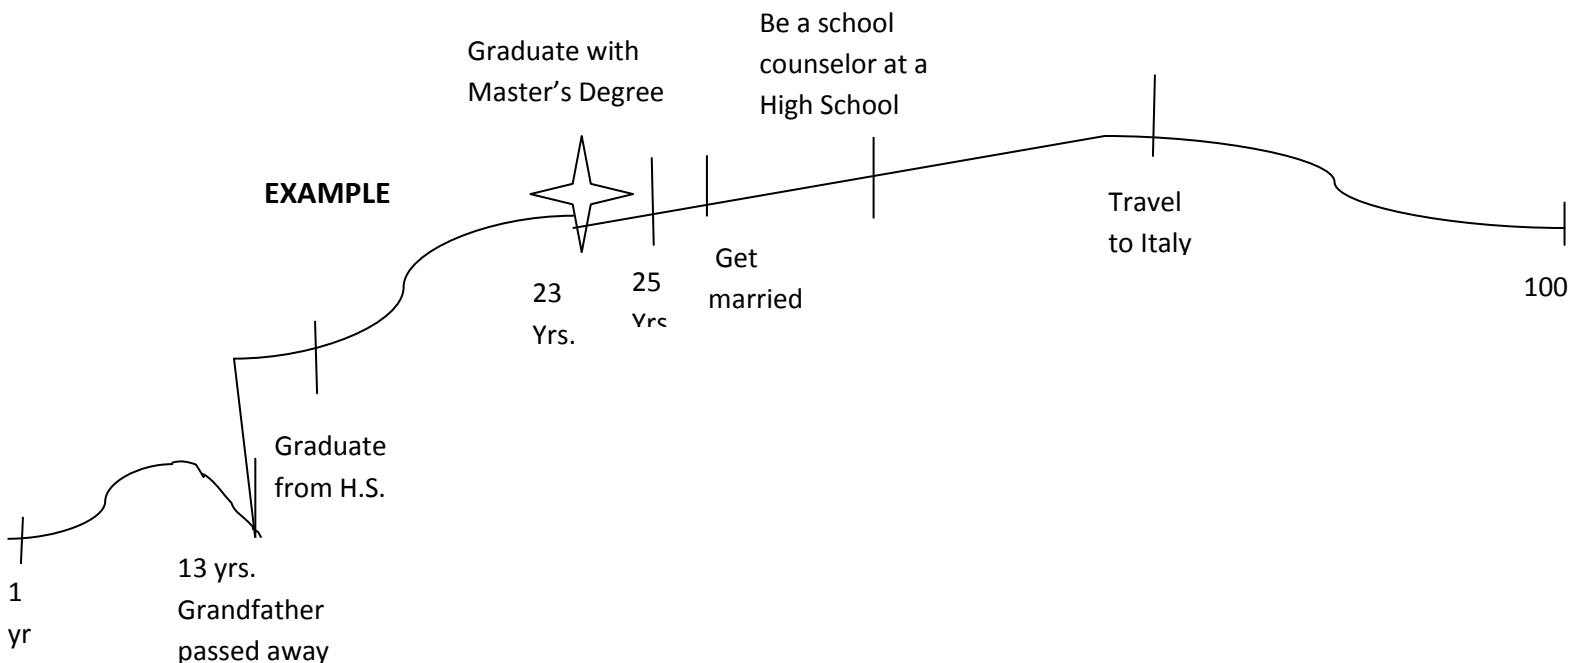 Be a school
counselor at a
High School
Graduate with
Master's Degree
EXAMPLE
Travel
to Italy
Get
married
25
Yrs
23
Yrs.
100
Graduate
from H.S.
13 yrs.
Grandfather
passed away
1
yr